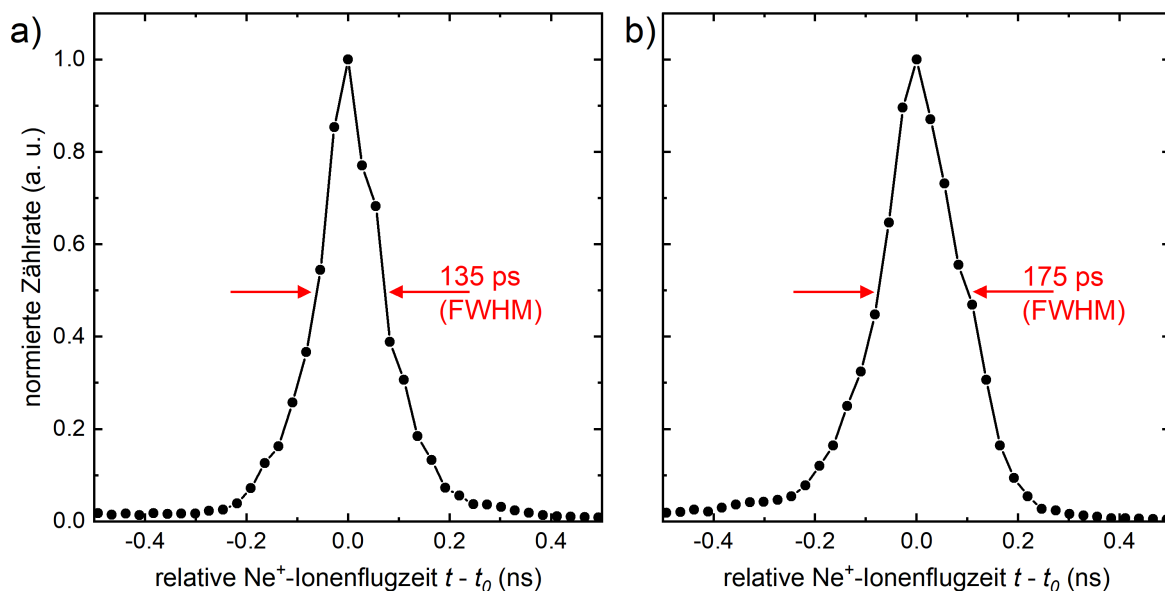 a)
normierte Zählrate (a. u.)
1.0
0.8
0.6
0.4
0.2
0.0
135 ps
(FWHM)
-0.4 -0.2 0.0 0.2 0.4
relative Ne⁺-Ionenflugzeit t - t₀ (ns)
b)
175 ps
(FWHM)
-0.4 -0.2 0.0 0.2 0.4
relative Ne⁺-Ionenflugzeit t - t₀ (ns)